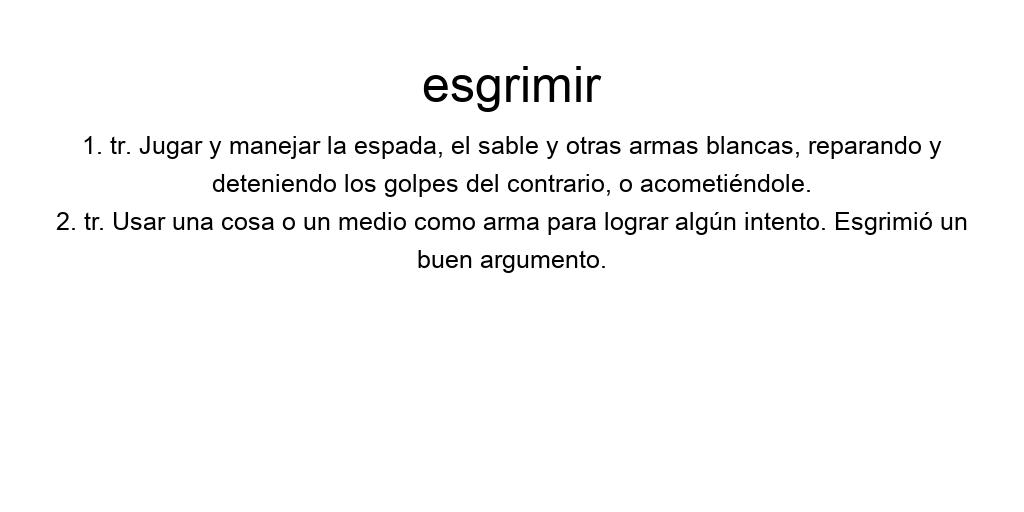 esgrimir
1. tr. Jugar y manejar la espada, el sable y otras armas blancas, reparando y
deteniendo los golpes del contrario, o acometiéndole.
2. tr. Usar una cosa o un medio como arma para lograr algún intento. Esgrimió un
buen argumento.